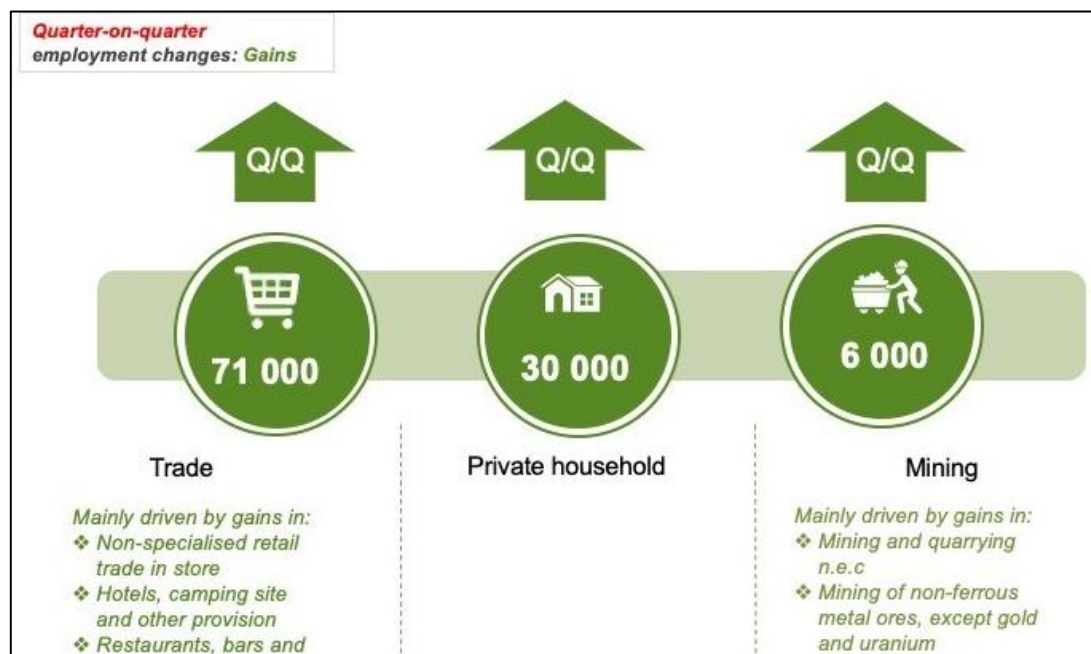 Quarter-on-quarter
employment changes: Gains
Q/Q
Q/Q
Q/Q
71 000
30 000
6 000
Trade
Private household
Mining
Mainly driven by gains in:
❖ Non-specialised retail
trade in store
❖ Hotels, camping site
and other provision
❖ Restaurants, bars and
Mainly driven by gains in:
❖ Mining and quarrying
n.e.c
❖ Mining of non-ferrous
metal ores, except gold
and uranium